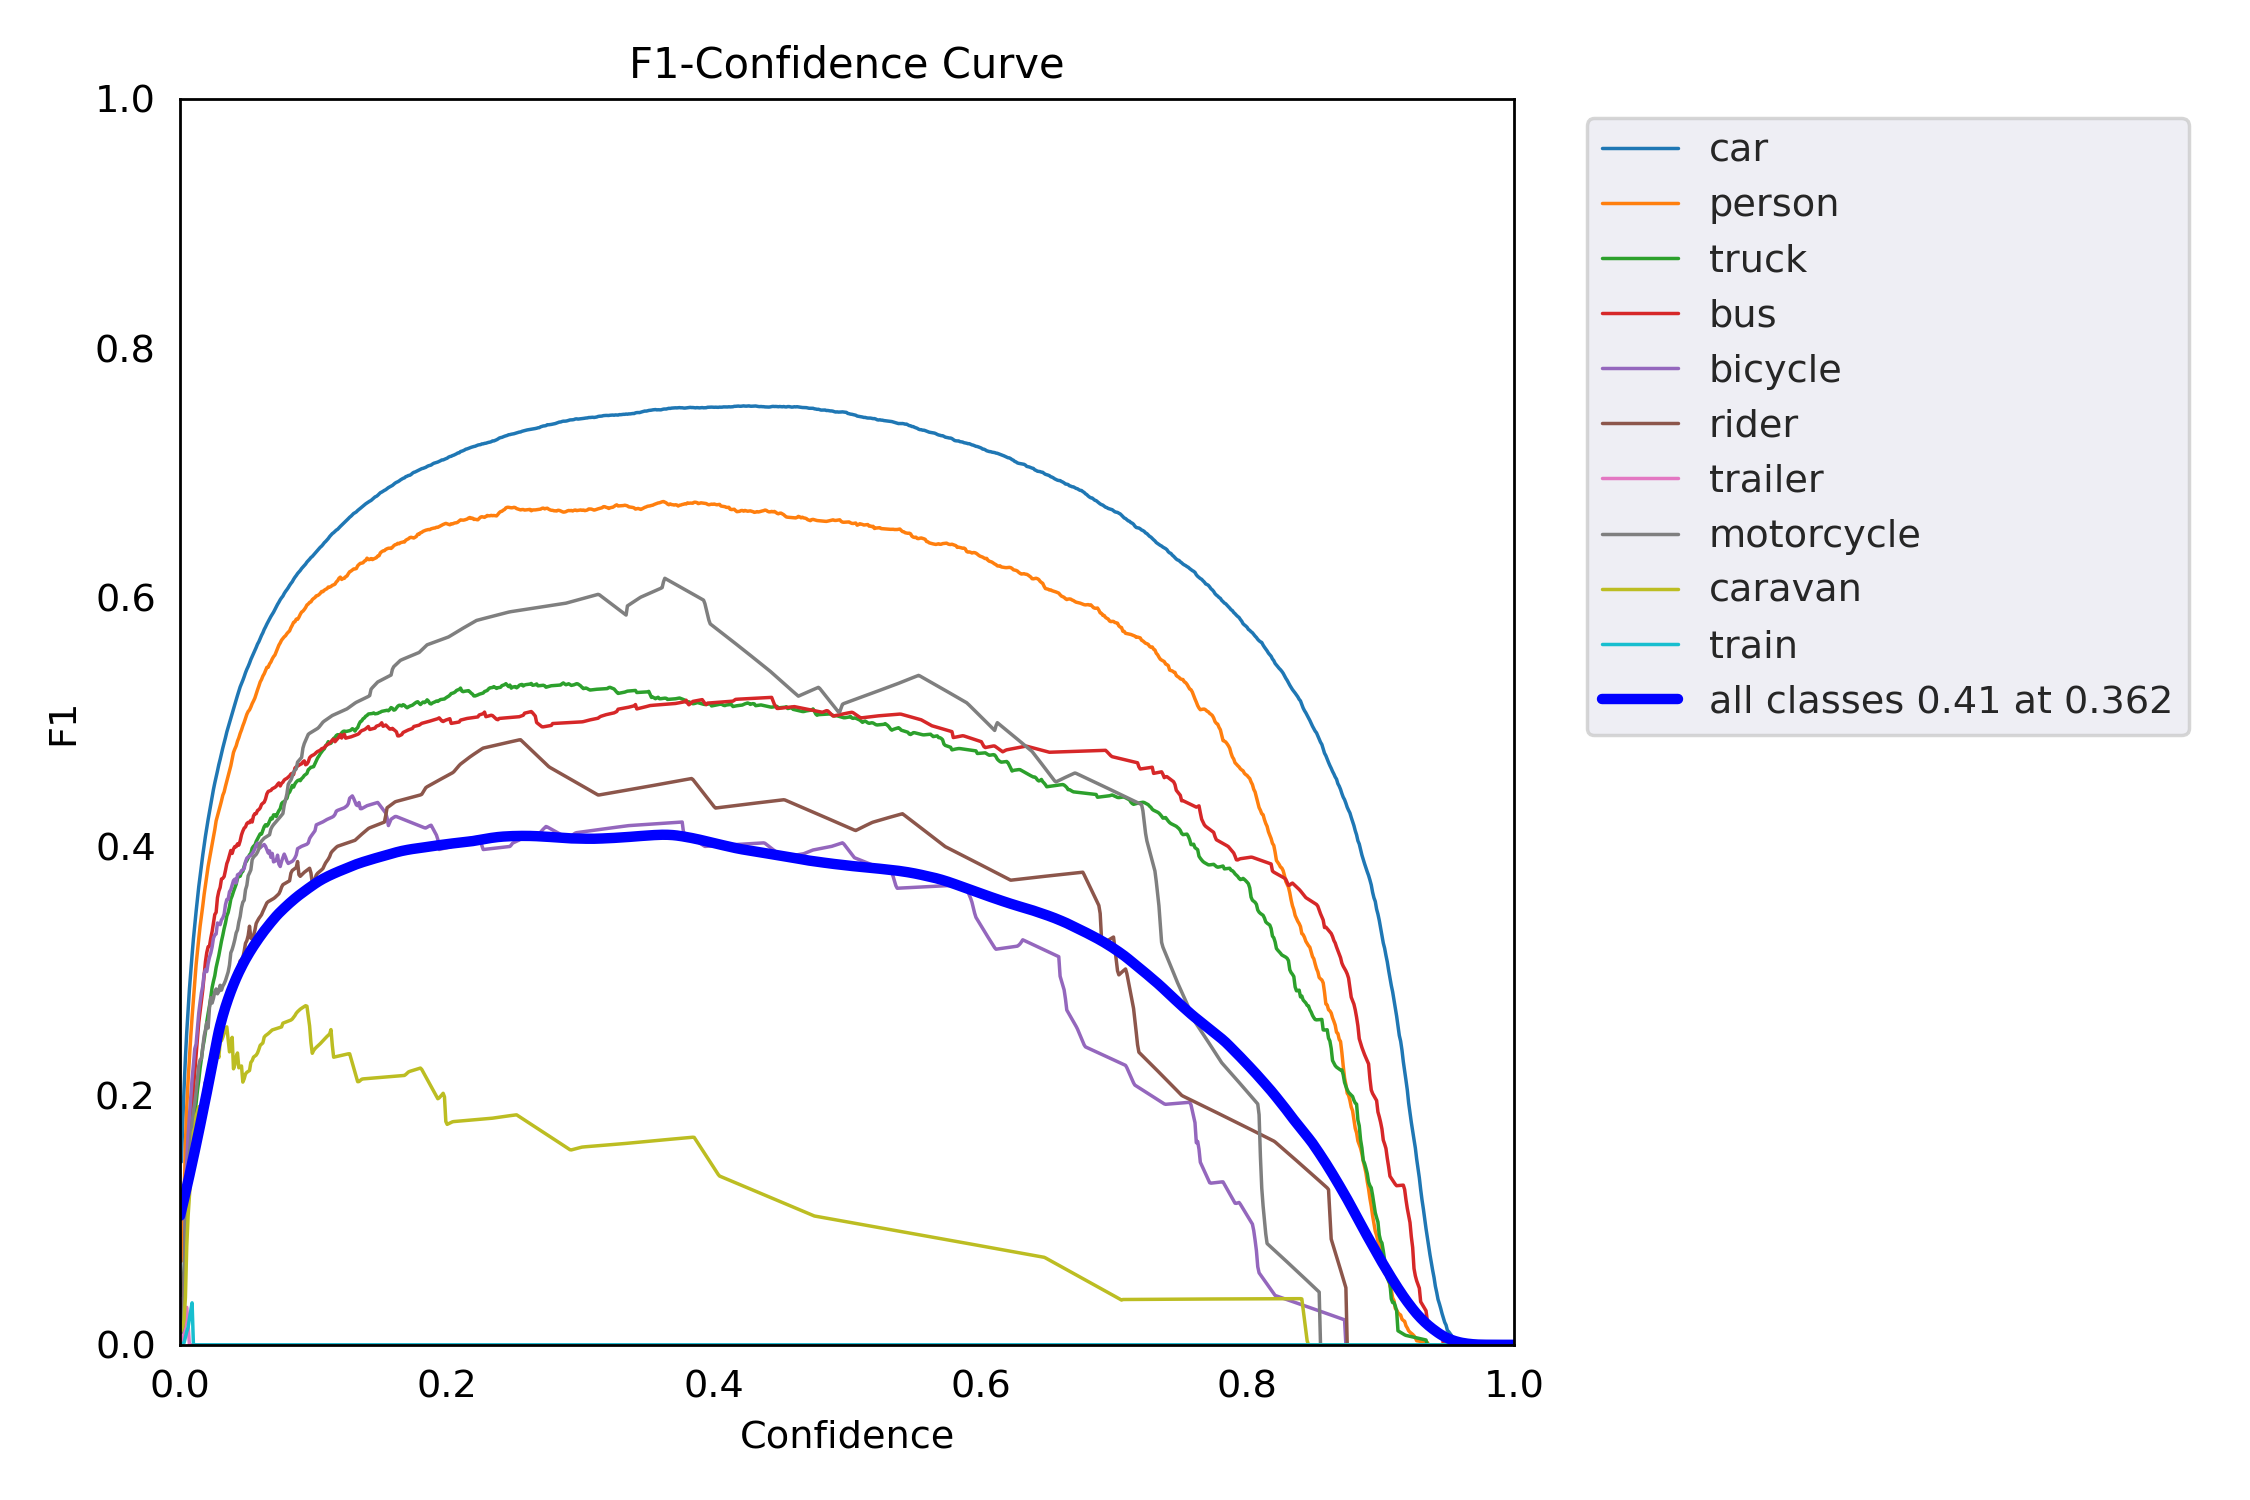 F1-Confidence Curve
1.0
0.8
0.6
0.4
0.2
0.0
F1
0.0 0.2 0.4 0.6 0.8 1.0
Confidence
car
person
truck
bus
bicycle
rider
trailer
motorcycle
caravan
train
all classes 0.41 at 0.362